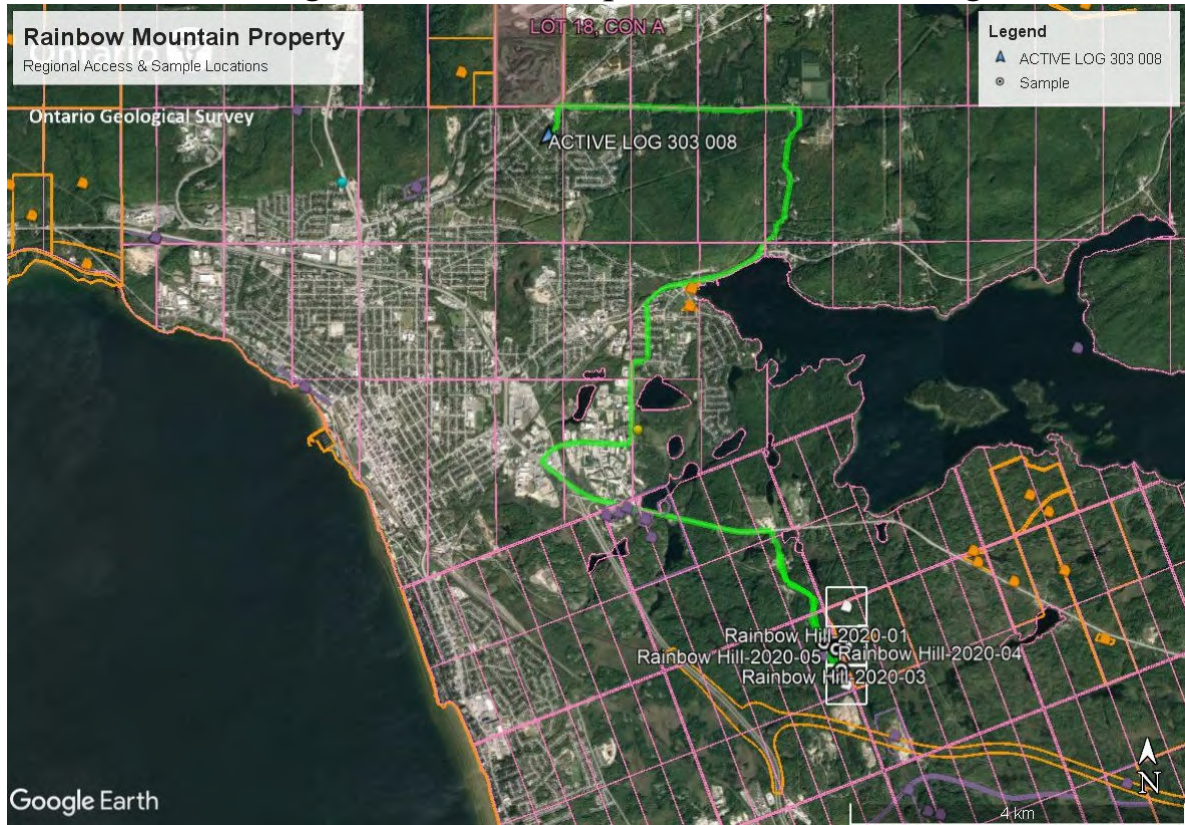 Rainbow Mountain Property
Regional Access & Sample Locations
Ontario Geological Survey
LOT 18, CON A
Legend
ACTIVE LOG 303 008
Sample
ACTIVE LOG 303 008
Rainbow Hill-2020-01
Rainbow Hill-2020-05
Rainbow Hill-2020-04
Rainbow Hill-2020-03
N
Google Earth
4 km